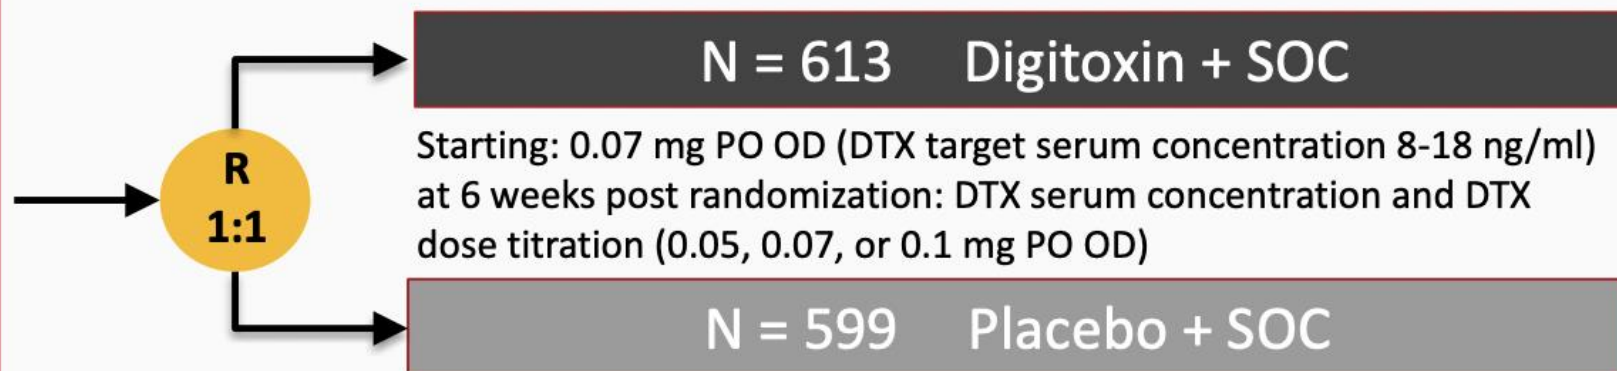 N = 613 Digitoxin + SOC
R
1:1
Starting: 0.07 mg PO OD (DTX target serum concentration 8-18 ng/ml)
at 6 weeks post randomization: DTX serum concentration and DTX
dose titration (0.05, 0.07, or 0.1 mg PO OD)
N = 599 Placebo + SOC